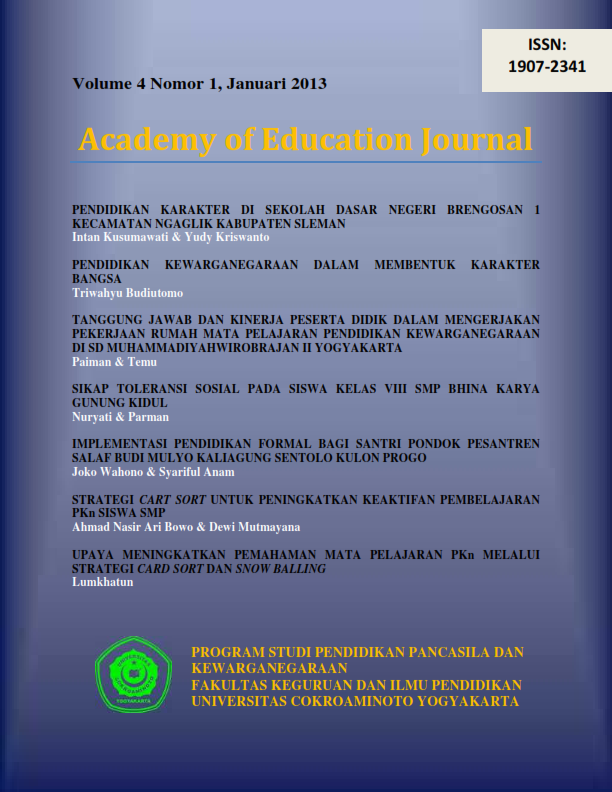 ISSN:
1907-2341
Volume 4 Nomor 1, Januari 2013
Academy of Education Journal
PENDIDIKAN KARAKTER DI SEKOLAH DASAR NEGERI BRENGOSAN 1
KECAMATAN NGAGLIK KABUPATEN SLEMAN
Intan Kusumawati & Yudy Kriswanto
PENDIDIKAN KEWARGANEGARAAN DALAM MEMBENTUK KARAKTER
BANGSA
Triwahyu Budiutomo
TANGGUNG JAWAB DAN KINERJA PESERTA DIDIK DALAM MENGERJAKAN
PEKERJAAN RUMAH MATA PELAJARAN PENDIDIKAN KEWARGANEGARAAN
DI SD MUHAMMADIYAHWIROBRAJAN II YOGYAKARTA
Paiman & Temu
SIKAP TOLERANSI SOSIAL PADA SISWA KELAS VIII SMP BHINA KARYA
GUNUNG KIDUL
Nuryati & Parman
IMPLEMENTASI PENDIDIKAN FORMAL BAGI SANTRI PONDOK PESANTREN
SALAF BUDI MULYO KALIAGUNG SENTOLO KULON PROGO
Joko Wahono & Syariful Anam
STRATEGI CART SORT UNTUK PENINGKATKAN KEAKTIFAN PEMBELAJARAN
PKn SISWA SMP
Ahmad Nasir Ari Bowo & Dewi Mutmayana
UPAYA MENINGKATKAN PEMAHAMAN MATA PELAJARAN PKn MELALUI
STRATEGI CARD SORT DAN SNOW BALLING
Lumkhatun
UNIVERSITAS
COKROAMINOTO
YOGYAKARTA
PROGRAM STUDI PENDIDIKAN PANCASILA DAN
KEWARGANEGARAAN
FAKULTAS KEGURUAN DAN ILMU PENDIDIKAN
UNIVERSITAS COKROAMINOTO YOGYAKARTA